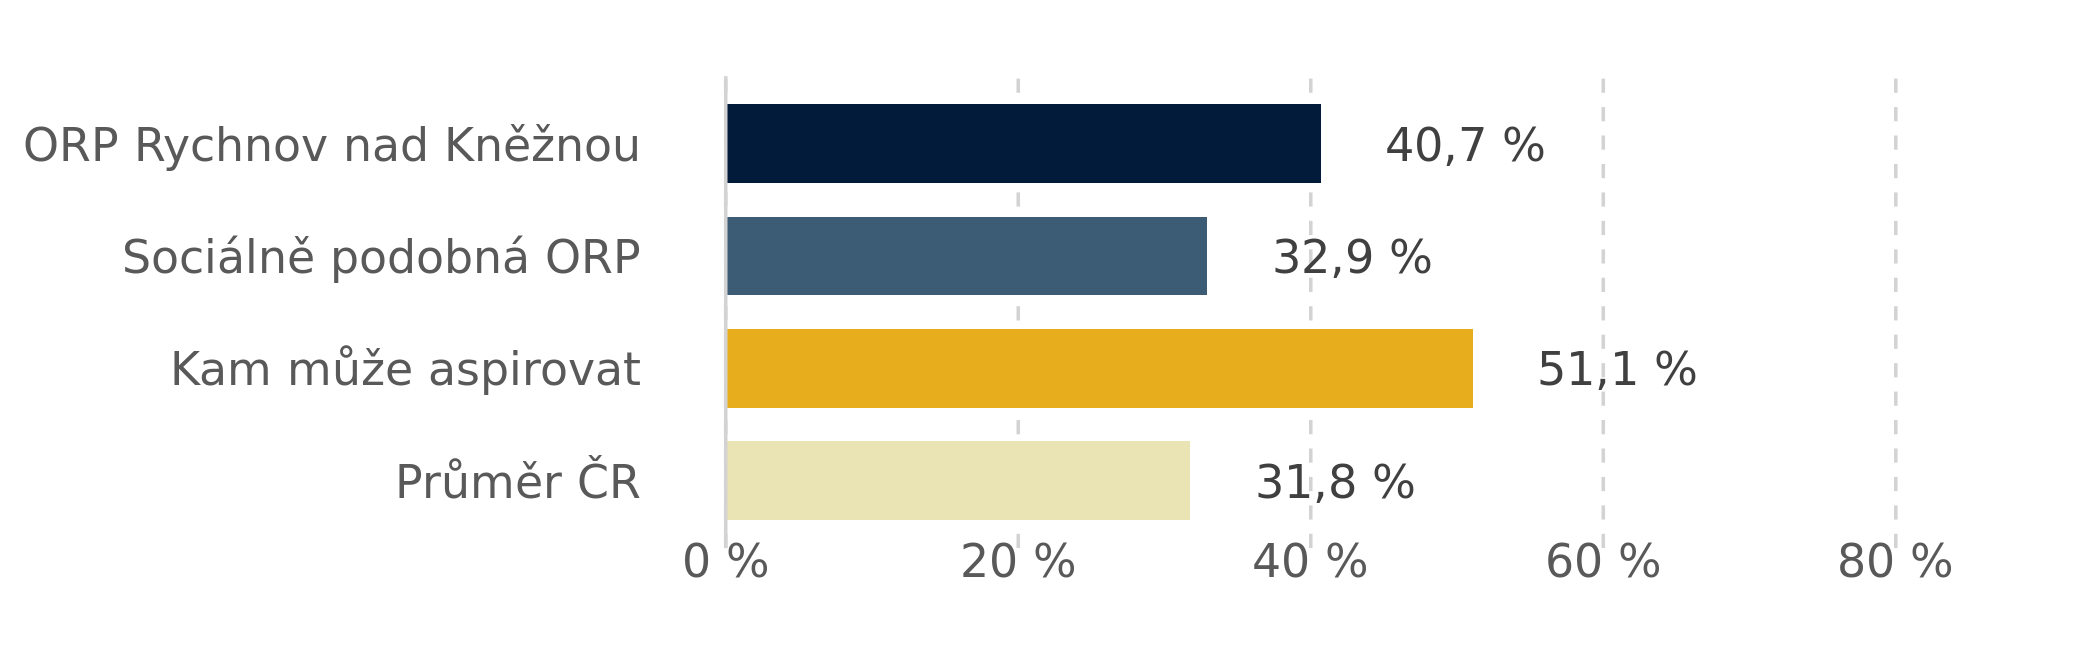 ORP Rychnov nad Kněžnou 40,7 %
Sociálně podobná ORP 32,9 %
Kam může aspirovat 51,1 %
Průměr ČR 31,8 %
0 % 20 % 40 % 60 % 80 %